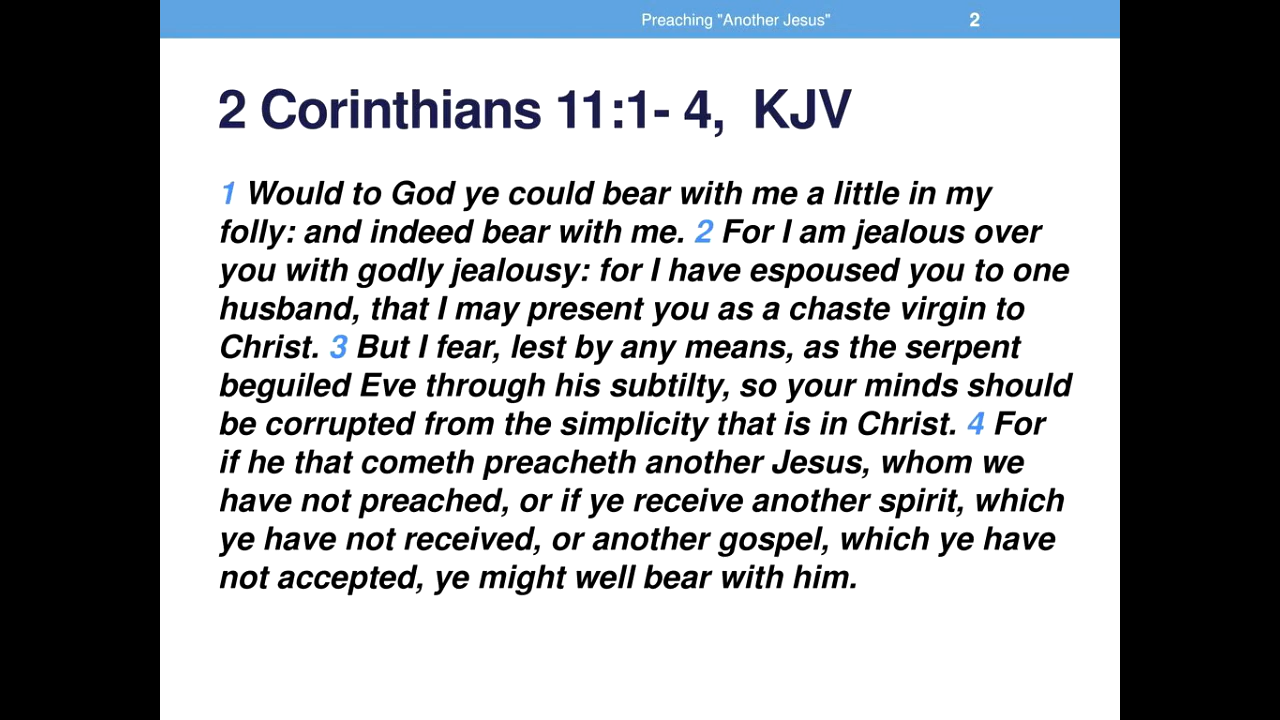 Preaching "Another Jesus" 2
2 Corinthians 11:1- 4, KJV
1 Would to God ye could bear with me a little in my
folly: and indeed bear with me. 2 For I am jealous over
you with godly jealousy: for I have espoused you to one
husband, that I may present you as a chaste virgin to
Christ. 3 But I fear, lest by any means, as the serpent
beguiled Eve through his subtilty, so your minds should
be corrupted from the simplicity that is in Christ. 4 For
if he that cometh preacheth another Jesus, whom we
have not preached, or if ye receive another spirit, which
ye have not received, or another gospel, which ye have
not accepted, ye might well bear with him.